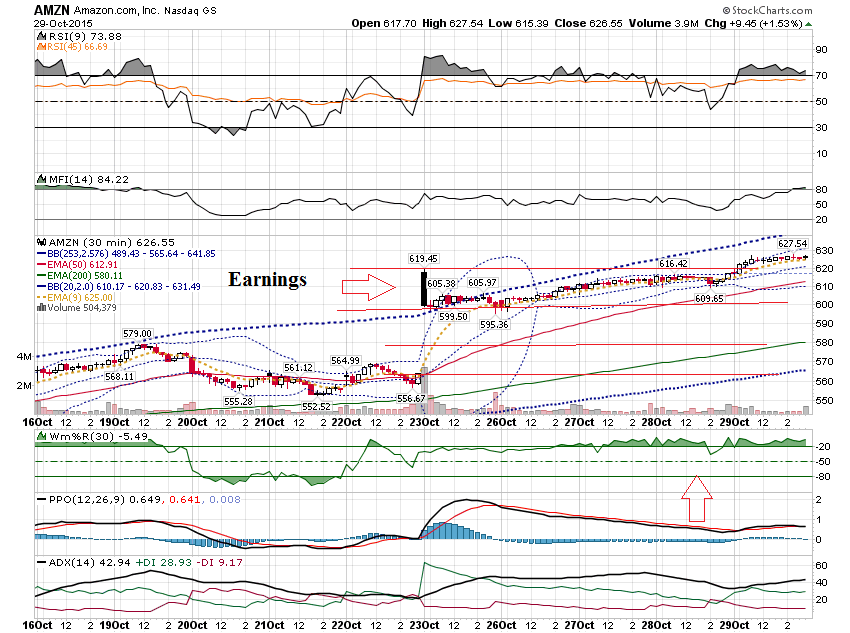 AMZN Amazon.com, Inc. Nasdaq GS © StockCharts.com
29-Oct-2015 Open 617.70 High 627.54 Low 615.39 Close 626.55 Volume 3.9M Chg +9.45 (+1.53%)
RSI(9) 73.88
RSI(45) 66.69
90
70
50
30
10
MFI(14) 84.22
80
50
20
AMZN (30 min) 626.55
BB(253,2.576) 489.43 - 565.64 - 641.85
EMA(50) 612.91
EMA(200) 580.11
BB(20,2.0) 610.17 - 620.83 - 631.49
EMA(9) 625.00
Volume 504,379
Earnings
619.45
605.38
605.97
599.50
595.36
616.42
609.65
627.54
579.00
568.11
555.28
561.12
552.52
564.99
556.67
630
620
610
600
590
580
570
560
550
4M
2M
16Oct 12 2 19Oct 12 2 20Oct 12 2 21Oct 12 2 22Oct 12 2 23Oct 12 2 26Oct 12 2 27Oct 12 2 28Oct 12 2 29Oct 12 2
Wm%R(30) -5.49
-20
-50
-80
PPO(12,26,9) 0.649, 0.641, 0.008
2
1
0
ADX(14) 42.94 +DI 28.93 -DI 9.17
60
40
20
16Oct 12 2 19Oct 12 2 20Oct 12 2 21Oct 12 2 22Oct 12 2 23Oct 12 2 26Oct 12 2 27Oct 12 2 28Oct 12 2 29Oct 12 2